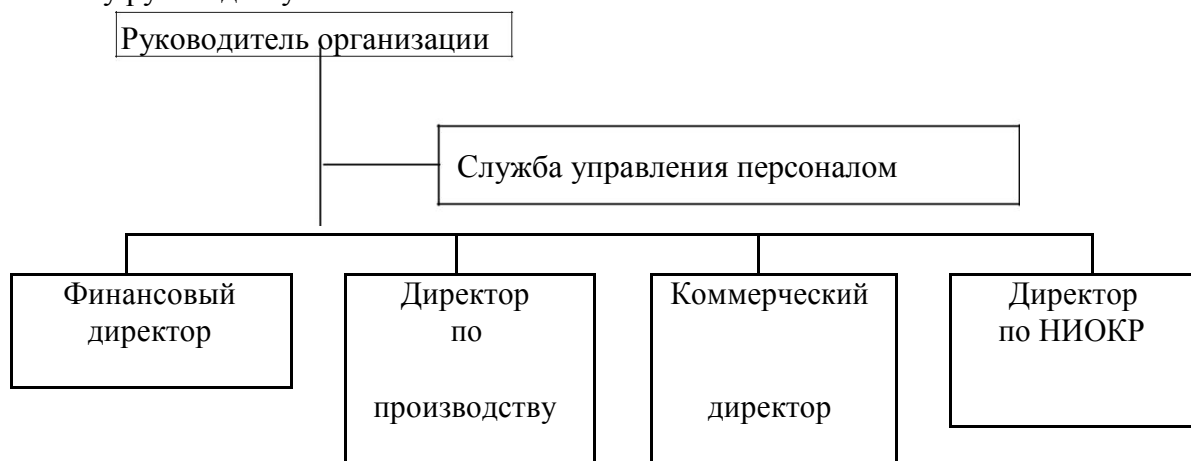 Руководитель организации
Служба управления персоналом
Финансовый
директор
Директор
по
производству
Коммерческий
директор
Директор
по НИОКР